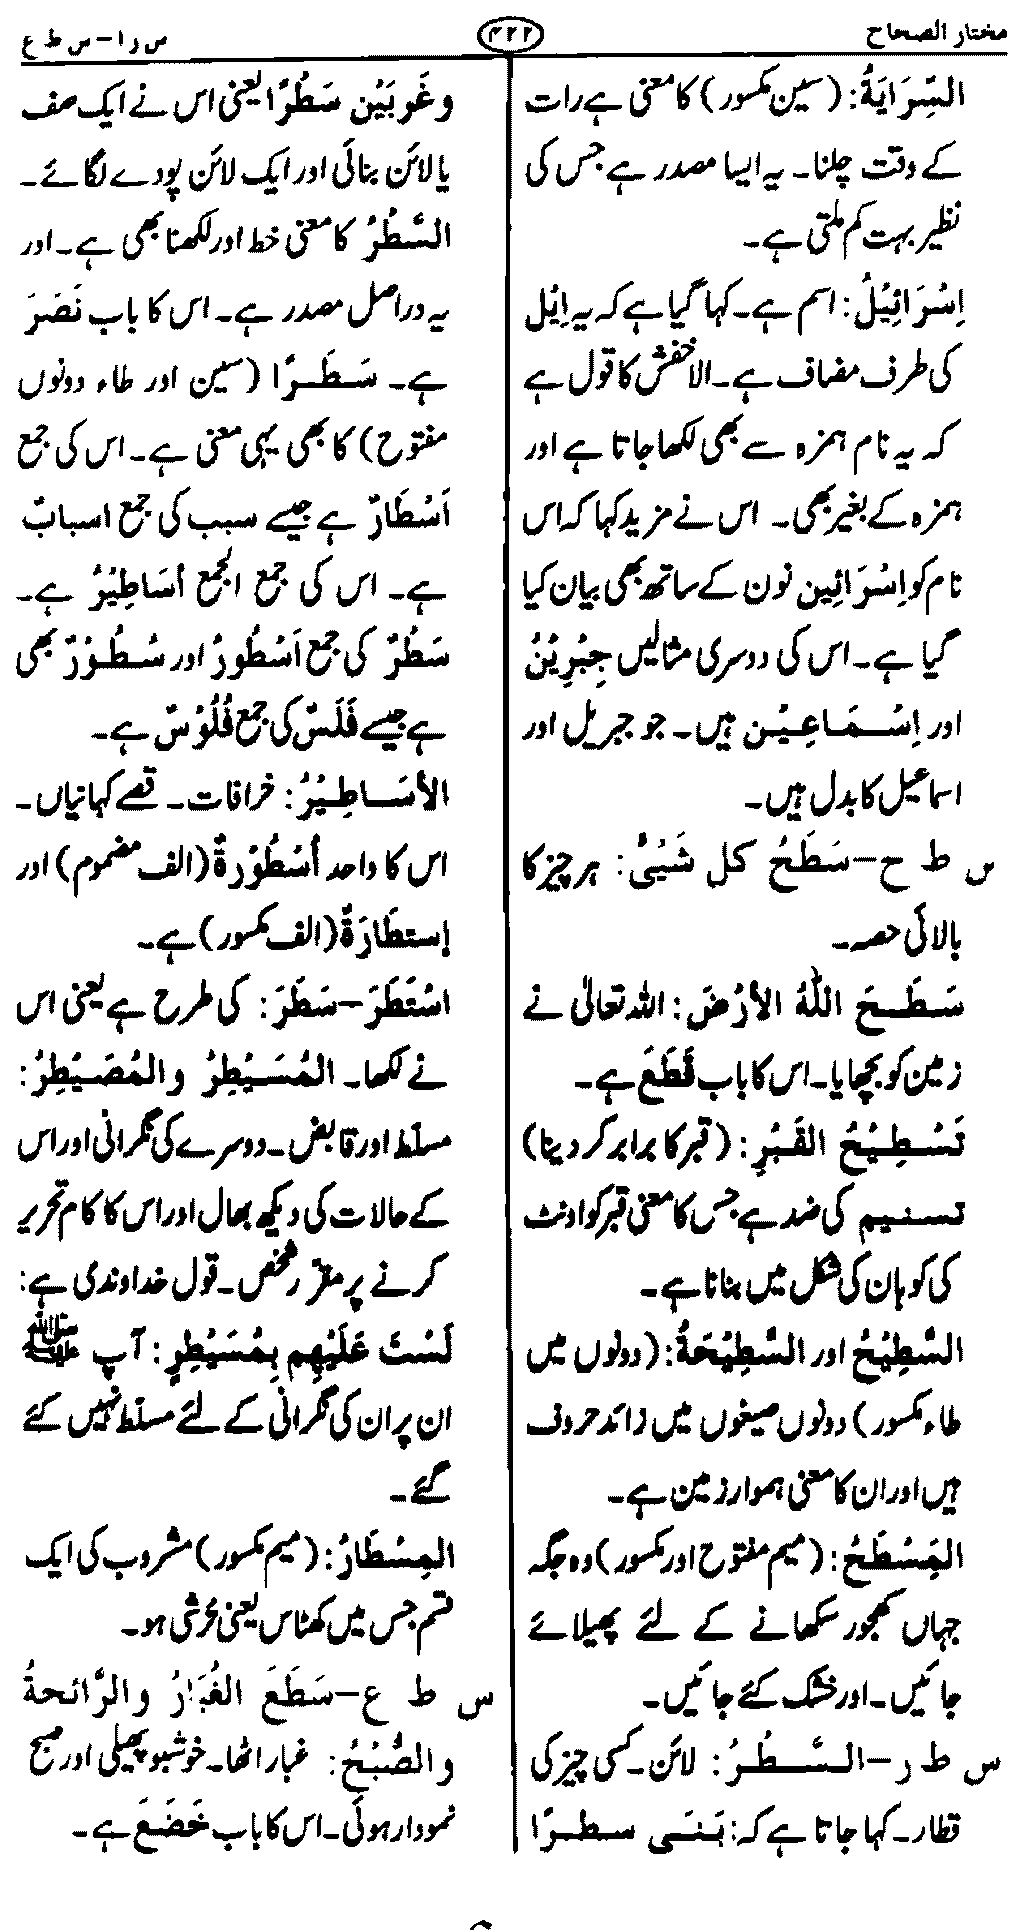 مختار الصحاح
۴۲۲
س ر ا – س ط ع
السِّرَايَةُ: (سین مکسور) کا معنی ہے رات
کے وقت چلنا۔ یہ ایسا مصدر ہے جس کی
نظیر بہت کم ملتی ہے۔
اِسْرَائِيْلُ: اسم ہے۔ کہا گیا ہے کہ یہ اِیْل
کی طرف مضاف ہے۔ الاخفش کا قول ہے
کہ یہ نام ہمزہ سے بھی لکھا جاتا ہے اور
ہمزہ کے بغیر بھی۔ اس نے مزید کہا کہ اس
نام کو اِسْرَائِین نون کے ساتھ بھی بیان کیا
گیا ہے۔ اس کی دوسری مثالیں جِبْرِيْنُ
اور اِسْمَاعِيْن ہیں۔ جو جبریل اور
اسماعیل کا بدل ہیں۔
س ط ح – سَطْحُ كل شَيْئٍ: ہر چیز کا
بالائی حصہ۔
سَطَحَ اللّٰهُ الأَرْضَ: اللہ تعالیٰ نے
زمین کو بچھایا۔ اس کا باب قَطَعَ ہے۔
تَسْطِيْحُ القَبْرِ: (قبر کا برابر کر دینا)
تسنیم کی ضد ہے جس کا معنی قبر کو اونٹ
کی کوہان کی شکل میں بنانا ہے۔
السَّطِيْحُ اور السَّطِيْحَةُ: (دونوں میں
طاء مکسور) دونوں صیغوں میں زائد حروف
ہیں اور ان کا معنی ہموار زمین ہے۔
المِسْطَحُ: (میم مفتوح اور مکسور) وہ جگہ
جہاں کھجور سکھانے کے لئے پھیلائے
جائیں۔ اور خشک کئے جائیں۔
س ط ر – السَّطْرُ: لائن۔ کسی چیز کی
قطار۔ کہا جاتا ہے کہ: بَنَى سطرًا
وغَرَسَ سَطْرًا یعنی اس نے ایک صف
یا لائن بنائی اور ایک لائن پودے لگائے۔
السَّطْرُ کا معنی خط اور لکھنا بھی ہے۔ اور
یہ دراصل مصدر ہے۔ اس کا باب نَصَرَ
ہے۔ سَطَرًا (سین اور طاء دونوں
مفتوح) کا بھی یہی معنی ہے۔ اس کی جمع
اَسْطَارٌ ہے جیسے سبب کی جمع اسبابٌ
ہے۔ اس کی جمع الجمع اَسَاطِيْرُ ہے۔
سَطْرٌ کی جمع اَسْطُورٌ اور سُطُوْرٌ بھی
ہے جیسے فَلَسٌ کی جمع فُلُوْسٌ ہے۔
الأَسَاطِيْرُ: خرافات۔ قصے کہانیاں۔
اس کا واحد أُسْطُوْرةٌ (الف مضموم) اور
إستطَارَةٌ (الف مکسور) ہے۔
اسْتَطَرَ – سَطَرَ: کی طرح ہے یعنی اس
نے لکھا۔ المُسَيْطِرُ والمُصَيْطِرُ:
مسلّط اور قابض۔ دوسرے کی نگرانی اور اس
کے حالات کی دیکھ بھال اور اس کا کام تحریر
کرنے پر مقرّر شخص۔ قول خداوندی ہے:
لَسْتَ عَلَيْهِم بِمُسَيْطِرٍ: آپ ﷺ
ان پر ان کی نگرانی کے لئے مسلّط نہیں کئے
گئے۔
المِسْطَارُ: (میم مکسور) مشروب کی ایک
قسم جس میں کھٹاس یعنی ترشی ہو۔
س ط ع – سَطَعَ الغُبَارُ والرَّائحةُ
والصُّبْحُ: غبار اٹھا۔ خوشبو پھیلی اور صبح
نمودار ہوئی۔ اس کا باب خَضَعَ ہے۔